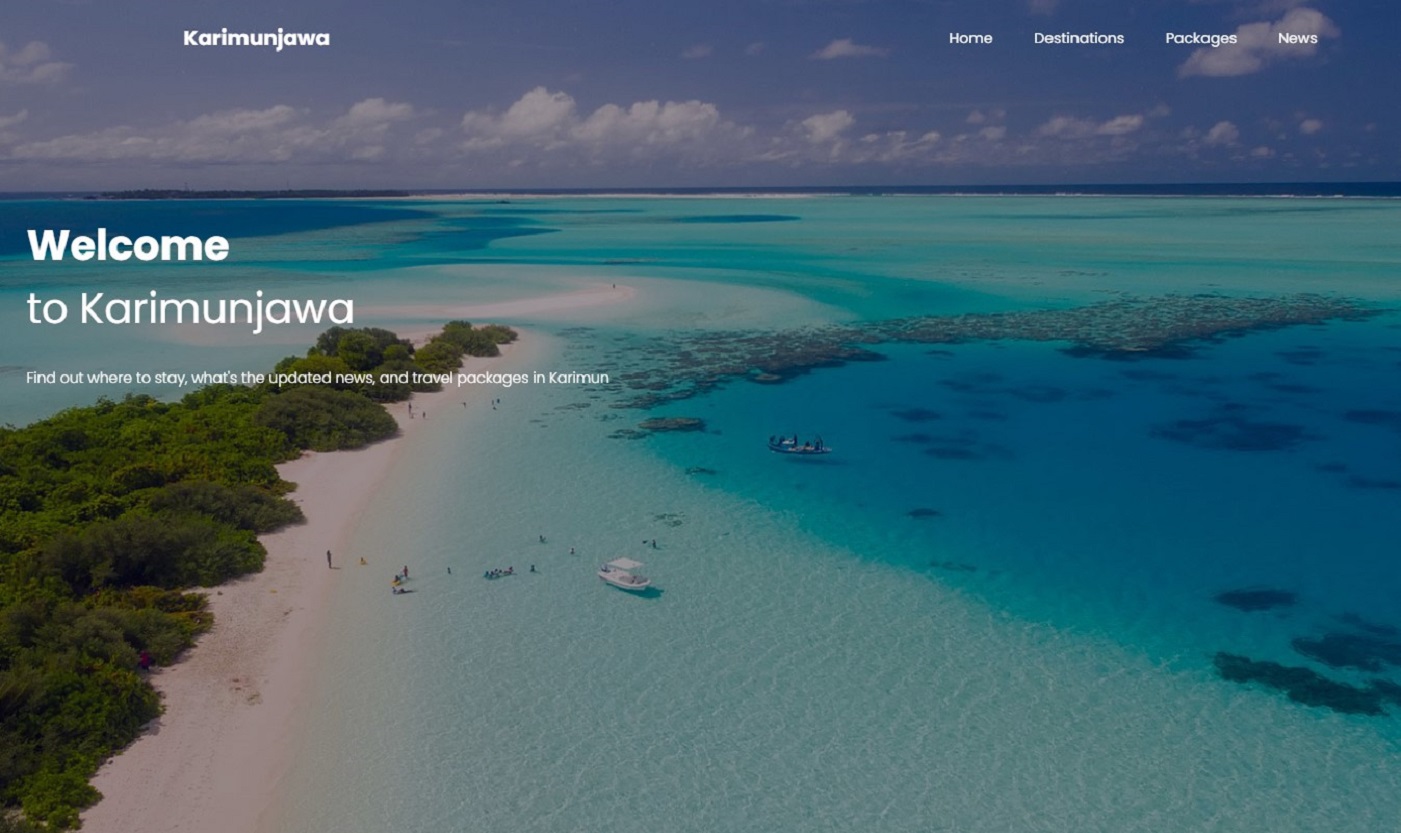 Karimunjawa
Home Destinations Packages News
Welcome
to Karimunjawa
Find out where to stay, what's the updated news, and travel packages in Karimun